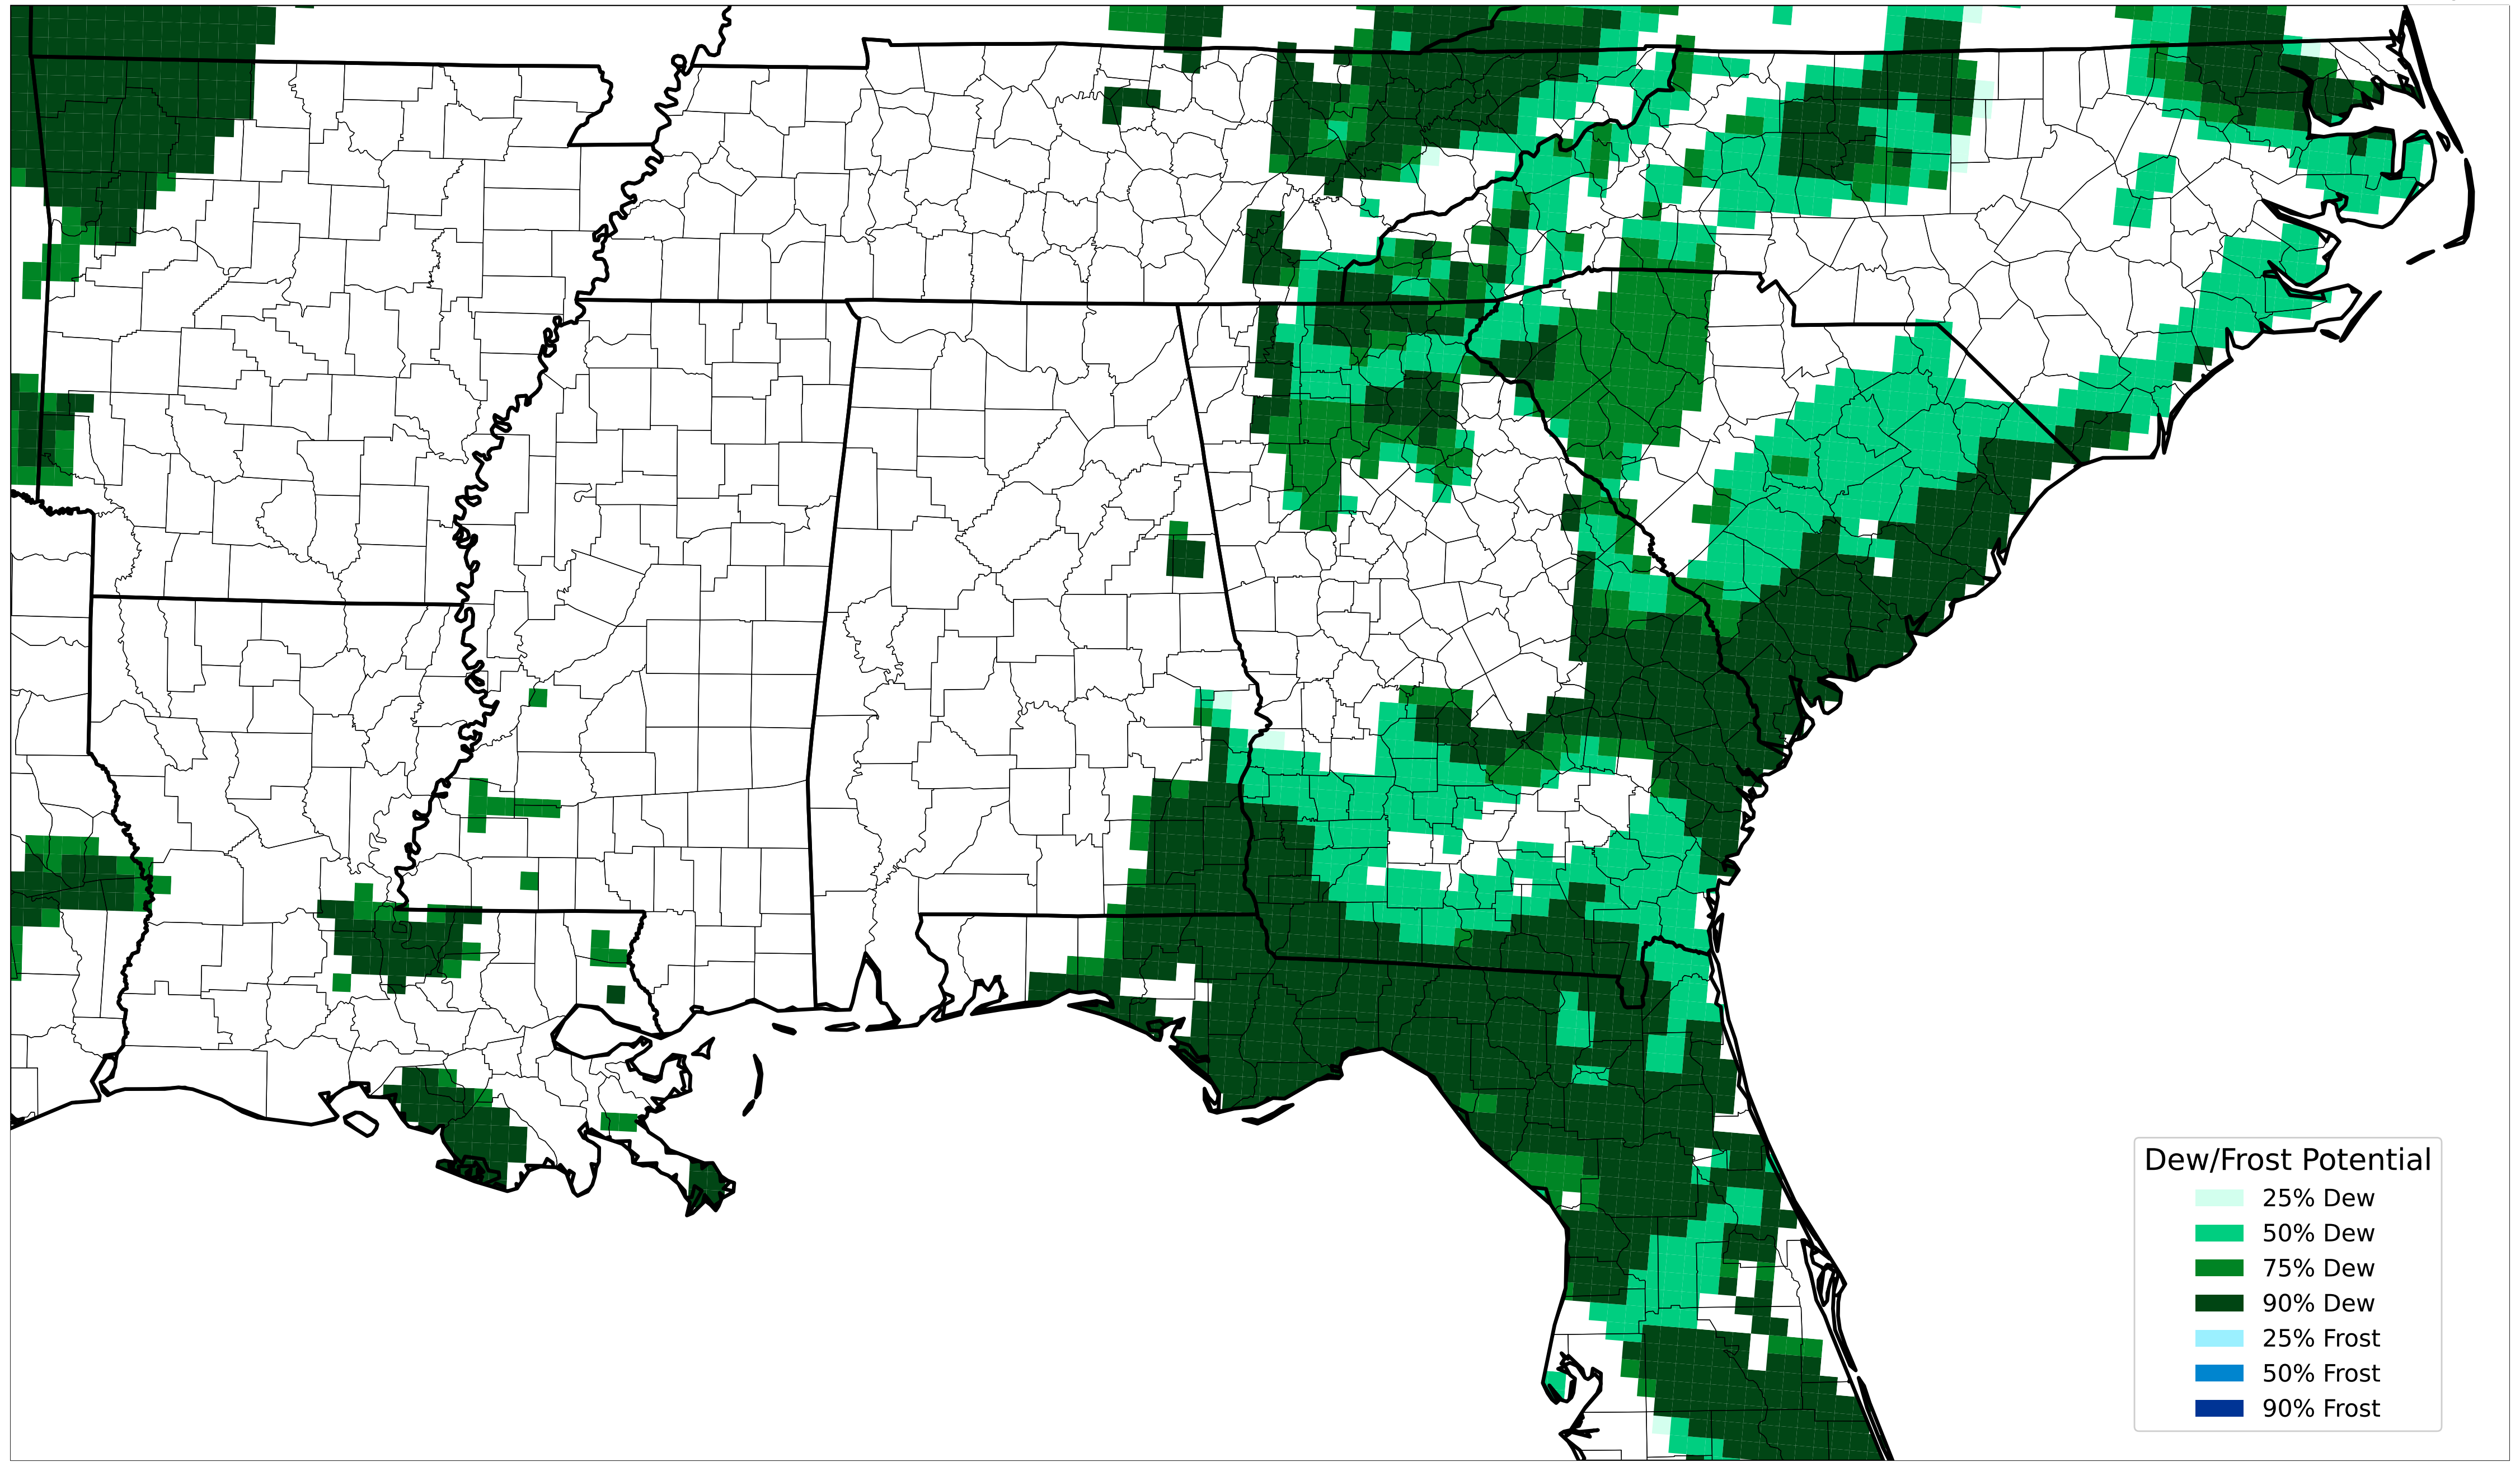 Dew/Frost Potential
25% Dew
50% Dew
75% Dew
90% Dew
25% Frost
50% Frost
90% Frost